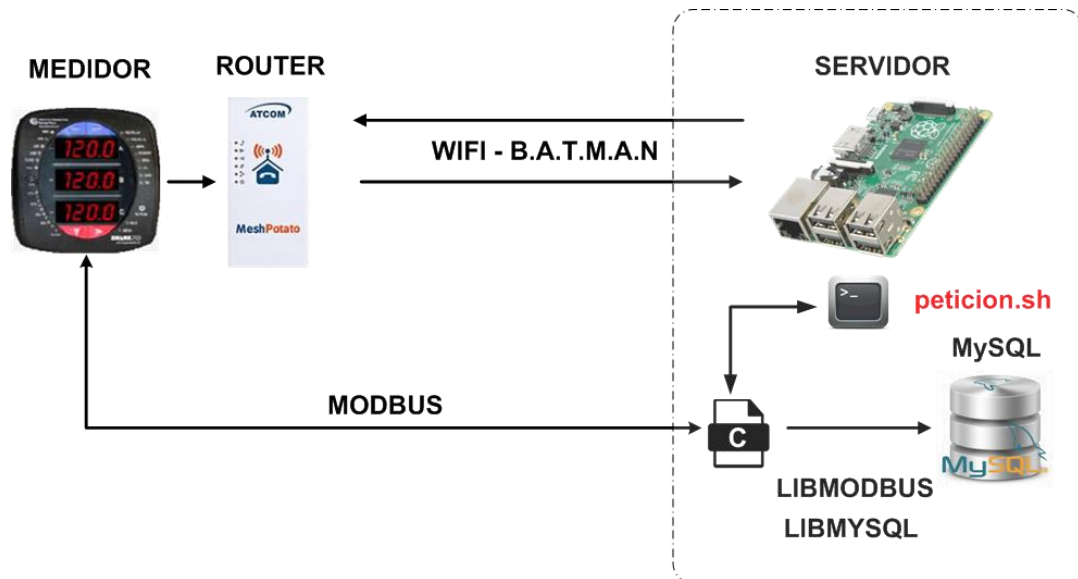 MEDIDOR
ROUTER
SERVIDOR
ATCOM
120.0
120.0
120.0
MeshPotato
WIFI - B.A.T.M.A.N
>_
peticion.sh
MySQL
MODBUS
C
MySQL
LIBMODBUS
LIBMYSQL